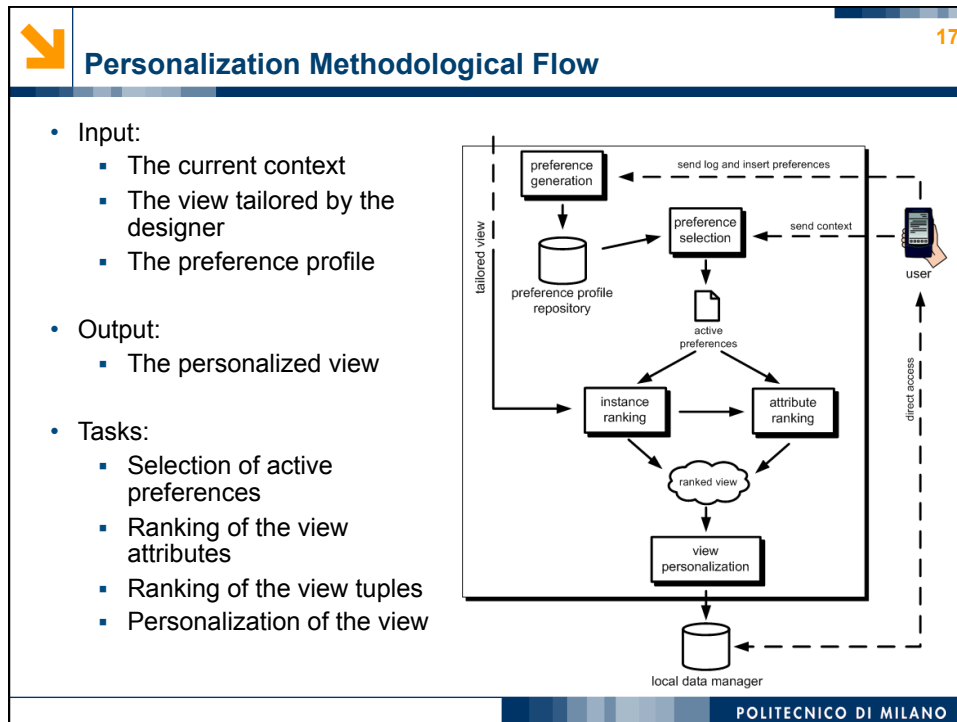 17
Personalization Methodological Flow
• Input:
▪ The current context
▪ The view tailored by the
designer
▪ The preference profile
• Output:
▪ The personalized view
• Tasks:
▪ Selection of active
preferences
▪ Ranking of the view
attributes
▪ Ranking of the view tuples
▪ Personalization of the view
preference
generation
send log and insert preferences
preference
selection
send context
user
tailored view
preference profile
repository
active
preferences
direct access
instance
ranking
attribute
ranking
ranked view
view
personalization
local data manager
POLITECNICO DI MILANO